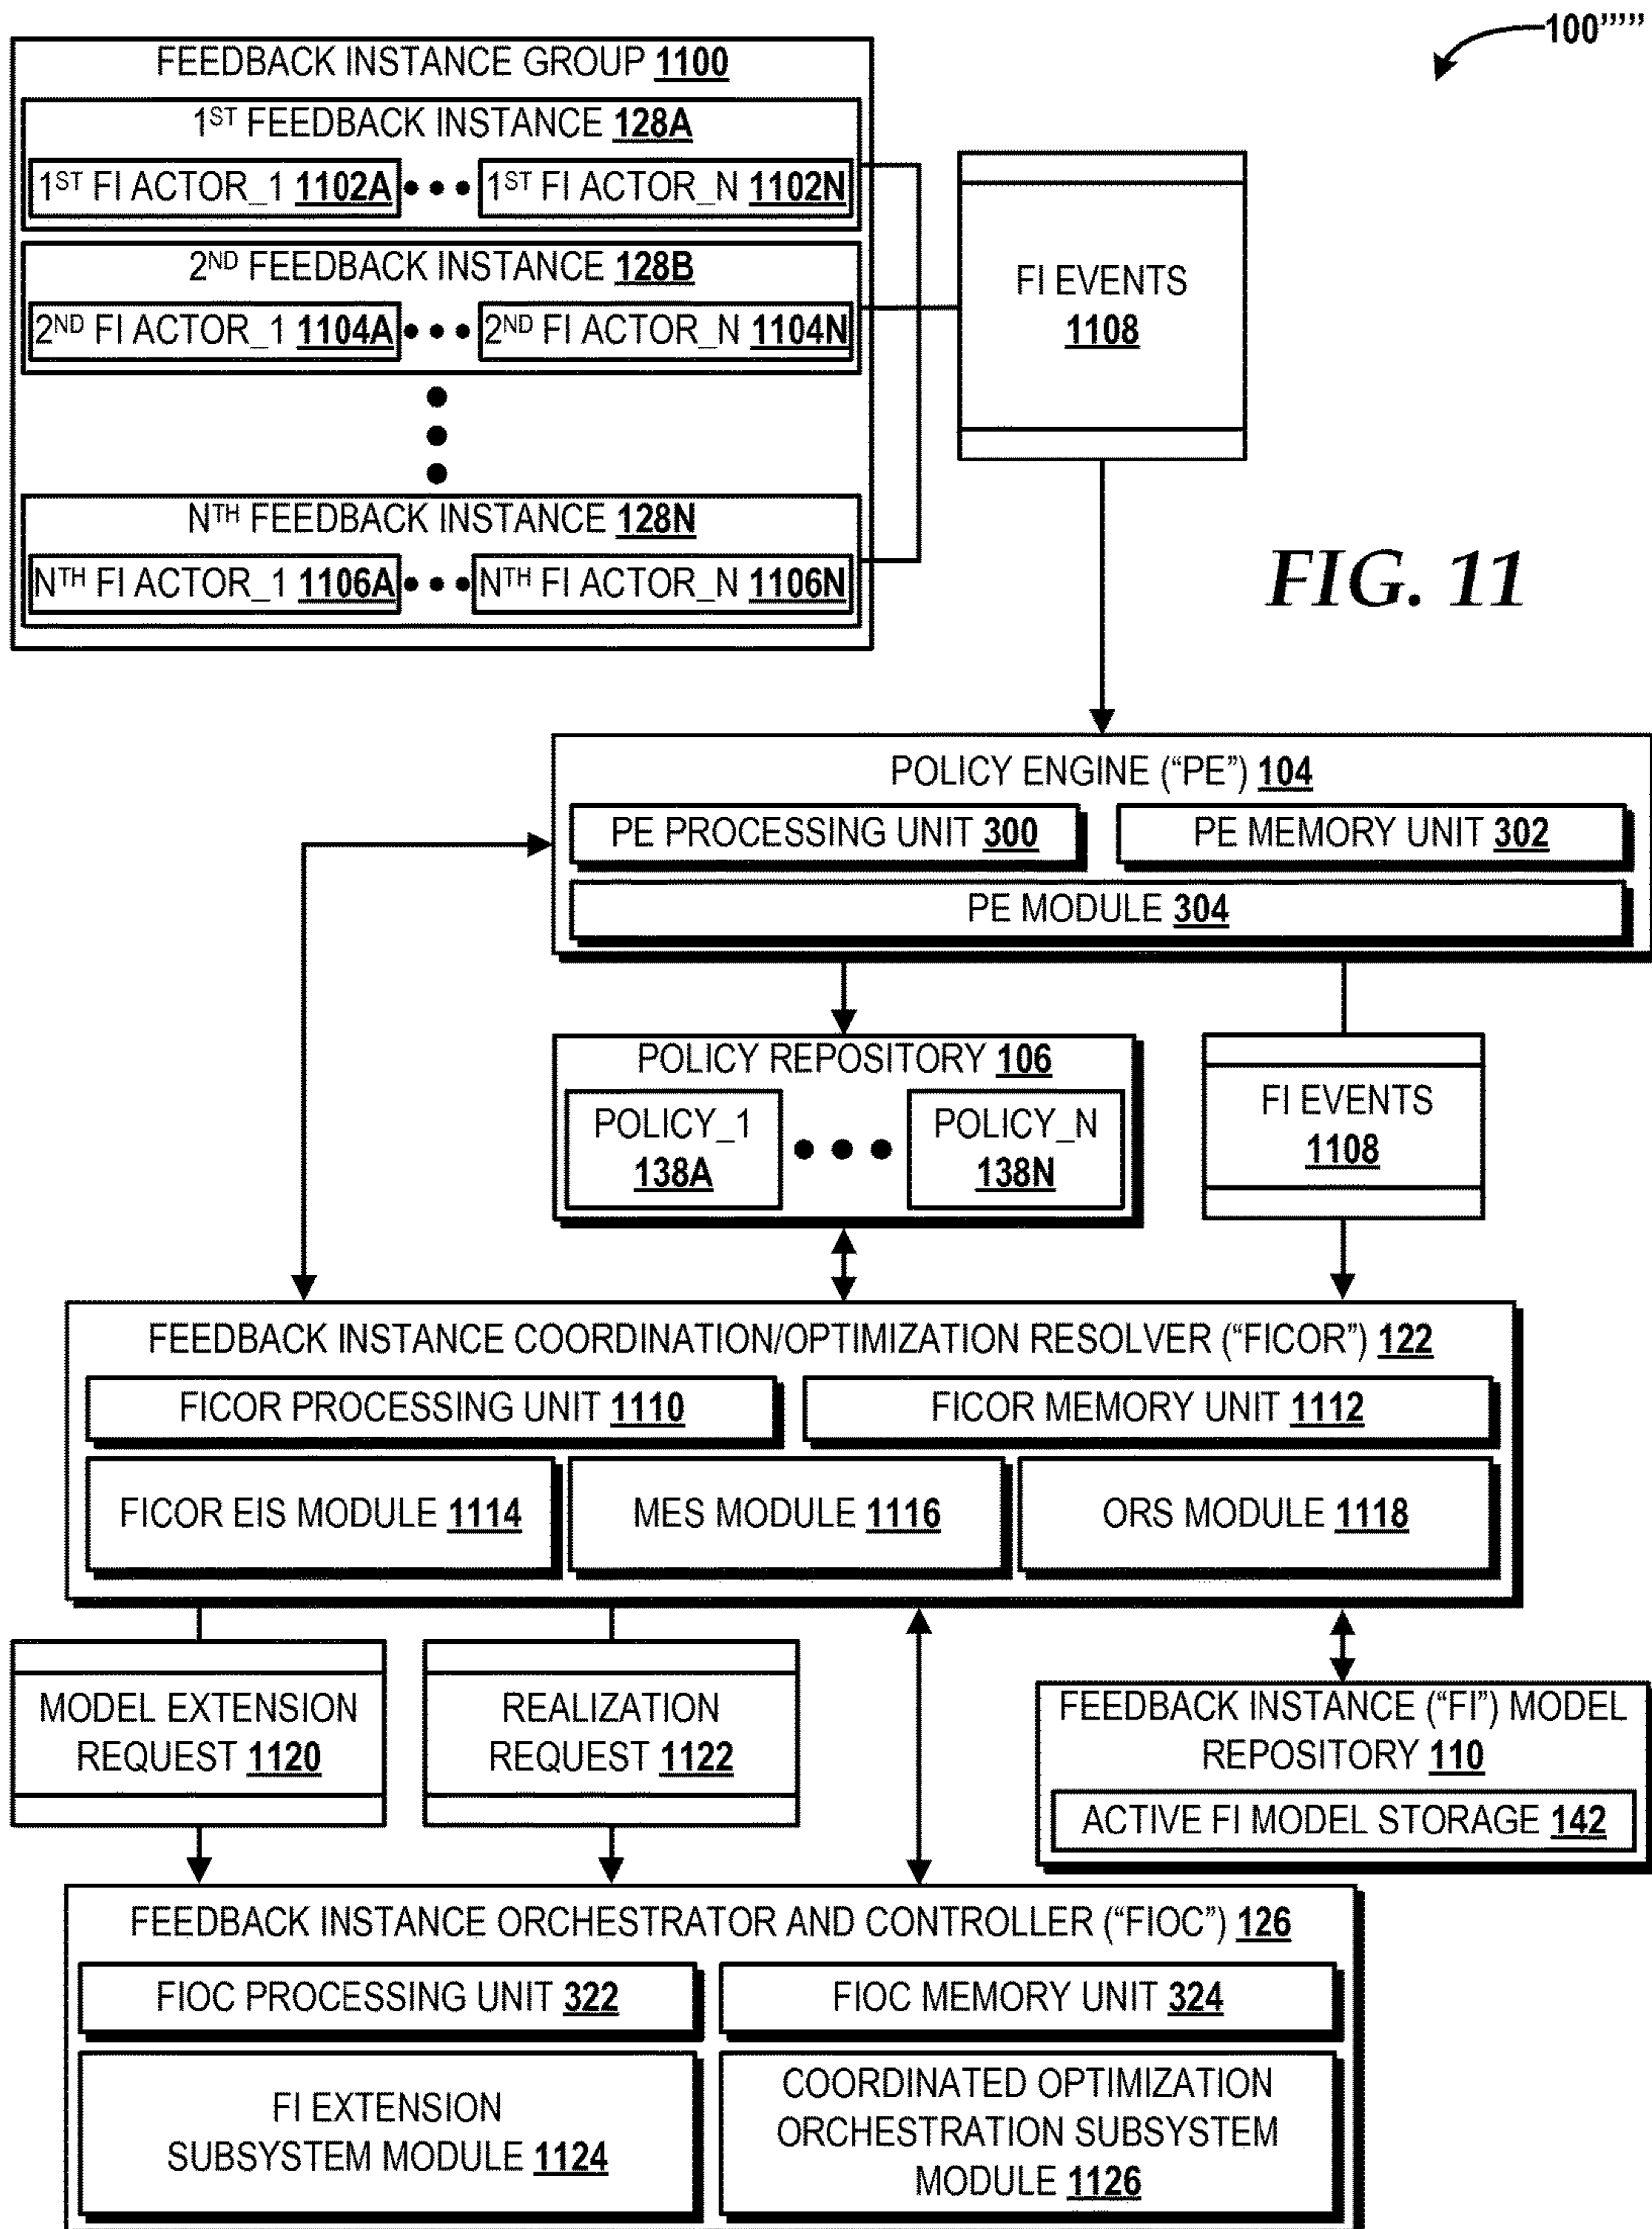 100'''''
FEEDBACK INSTANCE GROUP 1100
1ST FEEDBACK INSTANCE 128A
1ST FI ACTOR_1 1102A ••• 1ST FI ACTOR_N 1102N
2ND FEEDBACK INSTANCE 128B
2ND FI ACTOR_1 1104A ••• 2ND FI ACTOR_N 1104N
NTH FEEDBACK INSTANCE 128N
NTH FI ACTOR_1 1106A ••• NTH FI ACTOR_N 1106N
FI EVENTS
1108
FIG. 11
POLICY ENGINE (“PE”) 104
PE PROCESSING UNIT 300
PE MEMORY UNIT 302
PE MODULE 304
POLICY REPOSITORY 106
POLICY_1
138A
•••
POLICY_N
138N
FI EVENTS
1108
FEEDBACK INSTANCE COORDINATION/OPTIMIZATION RESOLVER (“FICOR”) 122
FICOR PROCESSING UNIT 1110
FICOR MEMORY UNIT 1112
FICOR EIS MODULE 1114
MES MODULE 1116
ORS MODULE 1118
MODEL EXTENSION
REQUEST 1120
REALIZATION
REQUEST 1122
FEEDBACK INSTANCE (“FI”) MODEL
REPOSITORY 110
ACTIVE FI MODEL STORAGE 142
FEEDBACK INSTANCE ORCHESTRATOR AND CONTROLLER (“FIOC”) 126
FIOC PROCESSING UNIT 322
FIOC MEMORY UNIT 324
FI EXTENSION
SUBSYSTEM MODULE 1124
COORDINATED OPTIMIZATION
ORCHESTRATION SUBSYSTEM
MODULE 1126